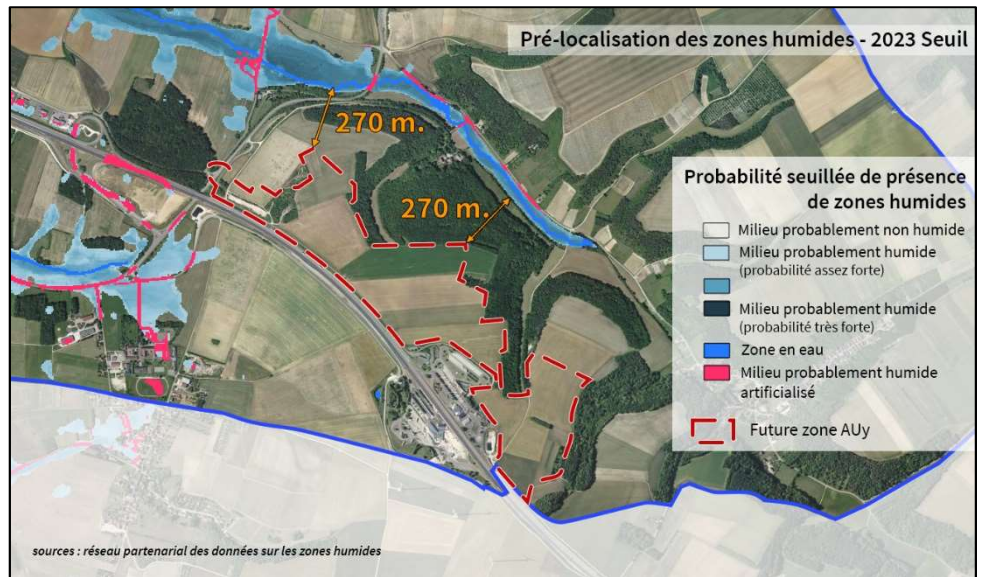 Pré-localisation des zones humides - 2023 Seuil
270 m.
270 m.
Probabilité seuillée de présence
de zones humides
Milieu probablement non humide
Milieu probablement humide
(probabilité assez forte)
Milieu probablement humide
(probabilité très forte)
Zone en eau
Milieu probablement humide
artificialisé
Future zone AUy
sources : réseau partenarial des données sur les zones humides